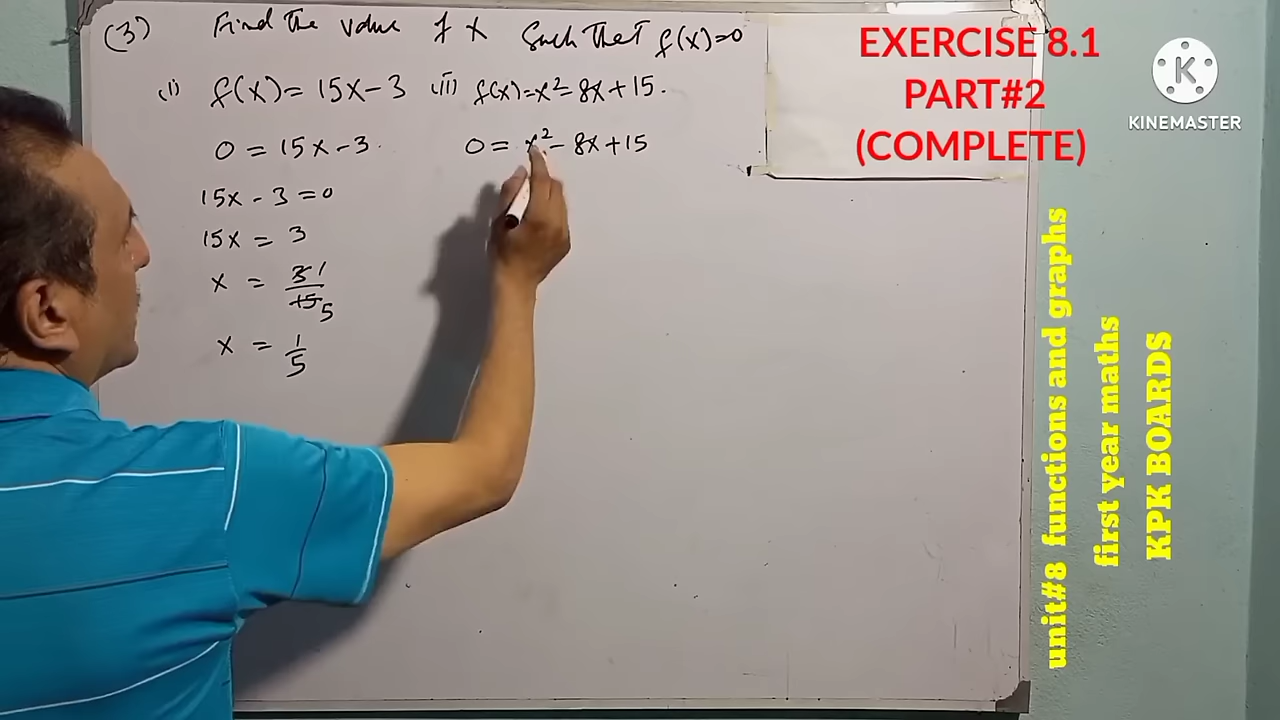 (3) Find the value of x Such That f(x)=0
(i) f(x) = 15x - 3
0 = 15x - 3.
15x - 3 = 0
15x = 3
x = 3 1 / 15 5
x = 1/5
(ii) f(x) = x² - 8x + 15.
0 = x² - 8x + 15
EXERCISE 8.1
PART#2
(COMPLETE)
KINEMASTER
unit#8 functions and graphs
first year maths
KPK BOARDS